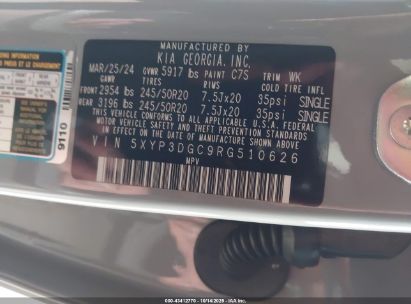 MANUFACTURED BY
KIA GEORGIA, INC.
MAR/25/24 GVWR 5917 lbs PAINT C7S TRIM WK
GAWR TIRES RIMS COLD TIRE INFL
FRONT 2954 lbs 245/50R20 7.5Jx20 35psi SINGLE
REAR 3196 lbs 245/50R20 7.5Jx20 35psi SINGLE
THIS VEHICLE CONFORMS TO ALL APPLICABLE U.S. FEDERAL
MOTOR VEHICLE SAFETY AND THEFT PREVENTION STANDARDS
IN EFFECT ON THE DATE OF MANUFACTURE SHOWN ABOVE.
VIN 5XYP3DGC9RG510626
MPV
9110